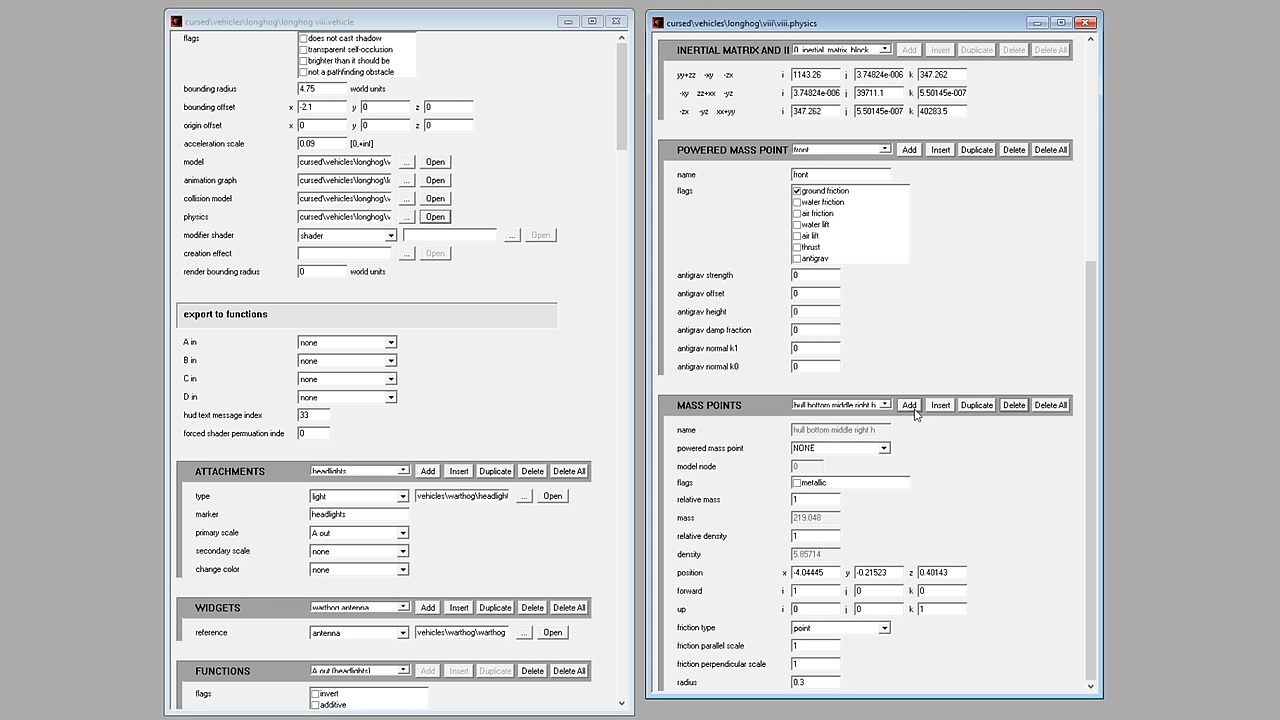 cursed\vehicles\longhog\longhog viii.vehicle
flags
does not cast shadow
transparent self-occlusion
brighter than it should be
not a pathfinding obstacle
bounding radius 4.75 world units
bounding offset x -2.1 y 0 z 0
origin offset x 0 y 0 z 0
acceleration scale 0.09 [0,+inf]
model cursed\vehicles\longhog\v ... Open
animation graph cursed\vehicles\longhog\l ... Open
collision model cursed\vehicles\longhog\v ... Open
physics cursed\vehicles\longhog\v ... Open
modifier shader shader ... Open
creation effect ... Open
render bounding radius 0 world units
export to functions
A in none
B in none
C in none
D in none
hud text message index 33
forced shader permuation inde 0
ATTACHMENTS headlights Add Insert Duplicate Delete Delete All
type light vehicles\warthog\headlight ... Open
marker headlights
primary scale A out
secondary scale none
change color none
WIDGETS warthog antenna Add Insert Duplicate Delete Delete All
reference antenna vehicles\warthog\warthog ... Open
FUNCTIONS A out (headlights) Add Insert Duplicate Delete Delete All
flags invert
additive
cursed\vehicles\longhog\viii\viii.physics
INERTIAL MATRIX AND II 0 inertial matrix block Add Insert Duplicate Delete Delete All
yy+zz -xy -zx i 1143.26 j 3.74824e-006 k 347.262
-xy zz+xx -yz i 3.74824e-006 j 39711.1 k 5.50145e-007
-zx -yz xx+yy i 347.262 j 5.50145e-007 k 40283.5
POWERED MASS POINT front Add Insert Duplicate Delete Delete All
name front
flags ground friction
water friction
air friction
water lift
air lift
thrust
antigrav
antigrav strength 0
antigrav offset 0
antigrav height 0
antigrav damp fraction 0
antigrav normal k1 0
antigrav normal k0 0
MASS POINTS hull bottom middle right h Add Insert Duplicate Delete Delete All
name hull bottom middle right h
powered mass point NONE
model node 0
flags metallic
relative mass 1
mass 219.048
relative density 1
density 5.85714
position x -4.04445 y -0.21523 z 0.40143
forward i 1 j 0 k 0
up i 0 j 0 k 1
friction type point
friction parallel scale 1
friction perpendicular scale 1
radius 0.3